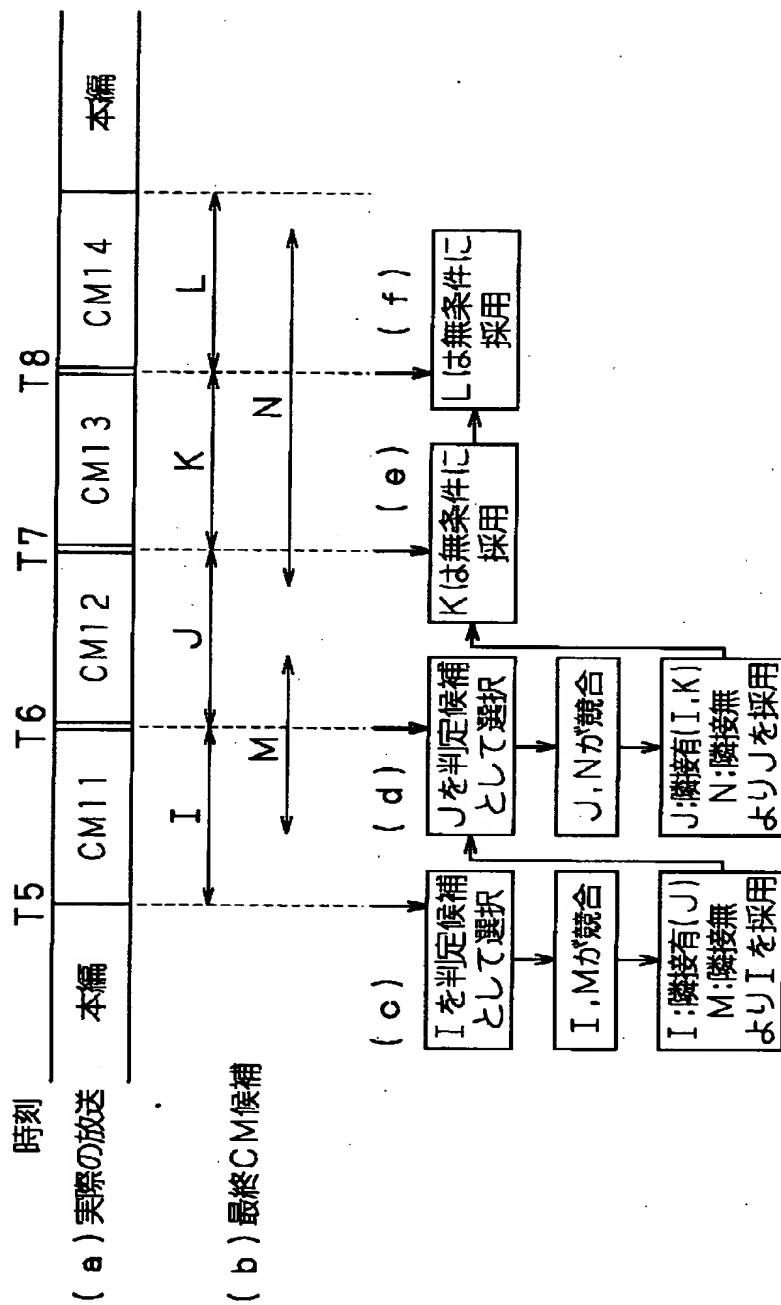 時刻
T5 T6 T7 T8
(a)実際の放送
本編 CM11 CM12 CM13 CM14 本編
(b)最終CM候補
I J K L
M N
(c)
Iを判定候補
として選択
I,Mが競合
I:隣接有(J)
M:隣接無
よりIを採用
(d)
Jを判定候補
として選択
J,Nが競合
J:隣接有(I,K)
N:隣接無
よりJを採用
(e)
Kは無条件に
採用
(f)
Lは無条件に
採用